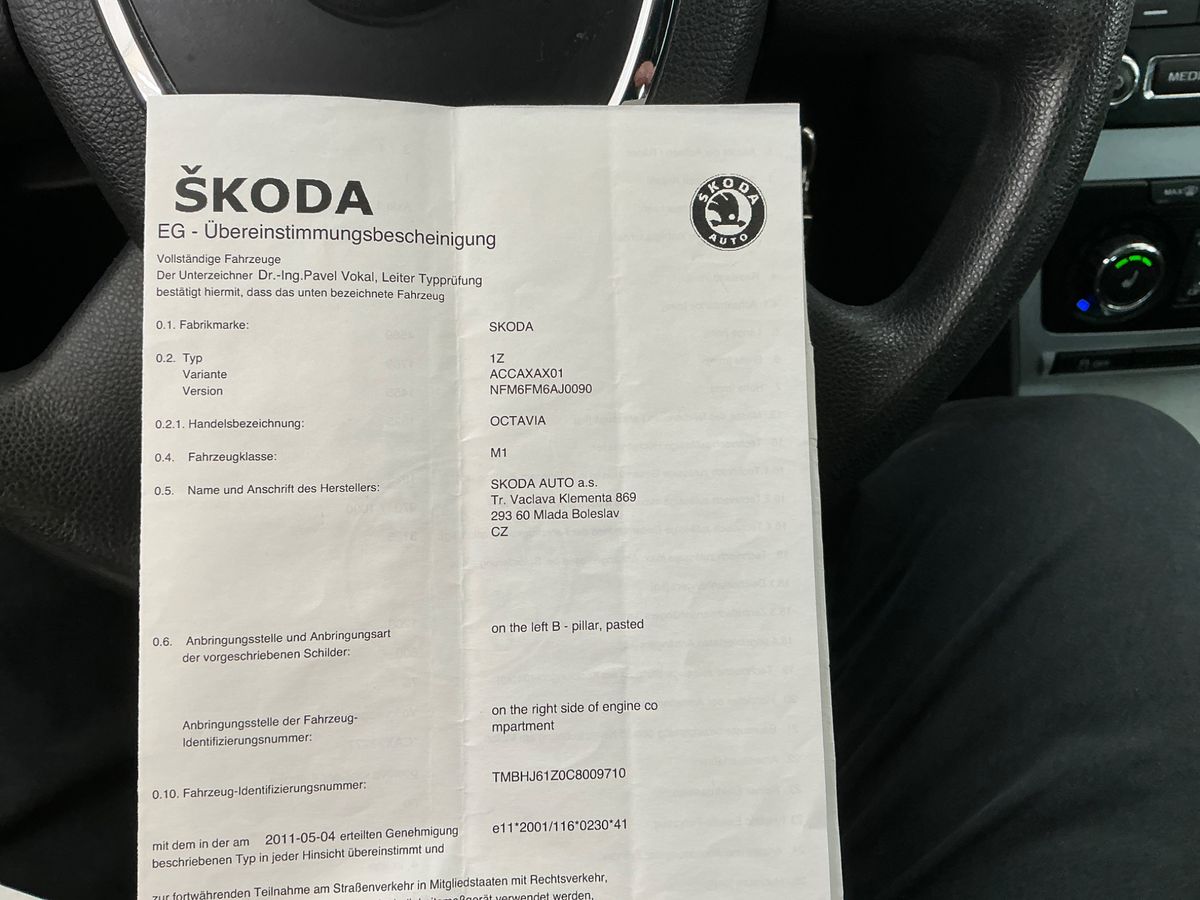 ŠKODA
ŠKODA
AUTO
EG - Übereinstimmungsbescheinigung
Vollständige Fahrzeuge
Der Unterzeichner Dr.-Ing.Pavel Vokal, Leiter Typprüfung
bestätigt hiermit, dass das unten bezeichnete Fahrzeug
0.1. Fabrikmarke: SKODA
0.2. Typ 1Z
Variante ACCAXAX01
Version NFM6FM6AJ0090
0.2.1. Handelsbezeichnung: OCTAVIA
0.4. Fahrzeugklasse: M1
0.5. Name und Anschrift des Herstellers: SKODA AUTO a.s.
Tr. Vaclava Klementa 869
293 60 Mlada Boleslav
CZ
0.6. Anbringungsstelle und Anbringungsart on the left B - pillar, pasted
der vorgeschriebenen Schilder:
Anbringungsstelle der Fahrzeug- on the right side of engine co
Identifizierungsnummer: mpartment
0.10. Fahrzeug-Identifizierungsnummer: TMBHJ61Z0C8009710
mit dem in der am 2011-05-04 erteilten Genehmigung e11*2001/116*0230*41
beschriebenen Typ in jeder Hinsicht übereinstimmt und
zur fortwährenden Teilnahme am Straßenverkehr in Mitgliedstaaten mit Rechtsverkehr,
verwendet werden,
MEDI
MAX
OFF